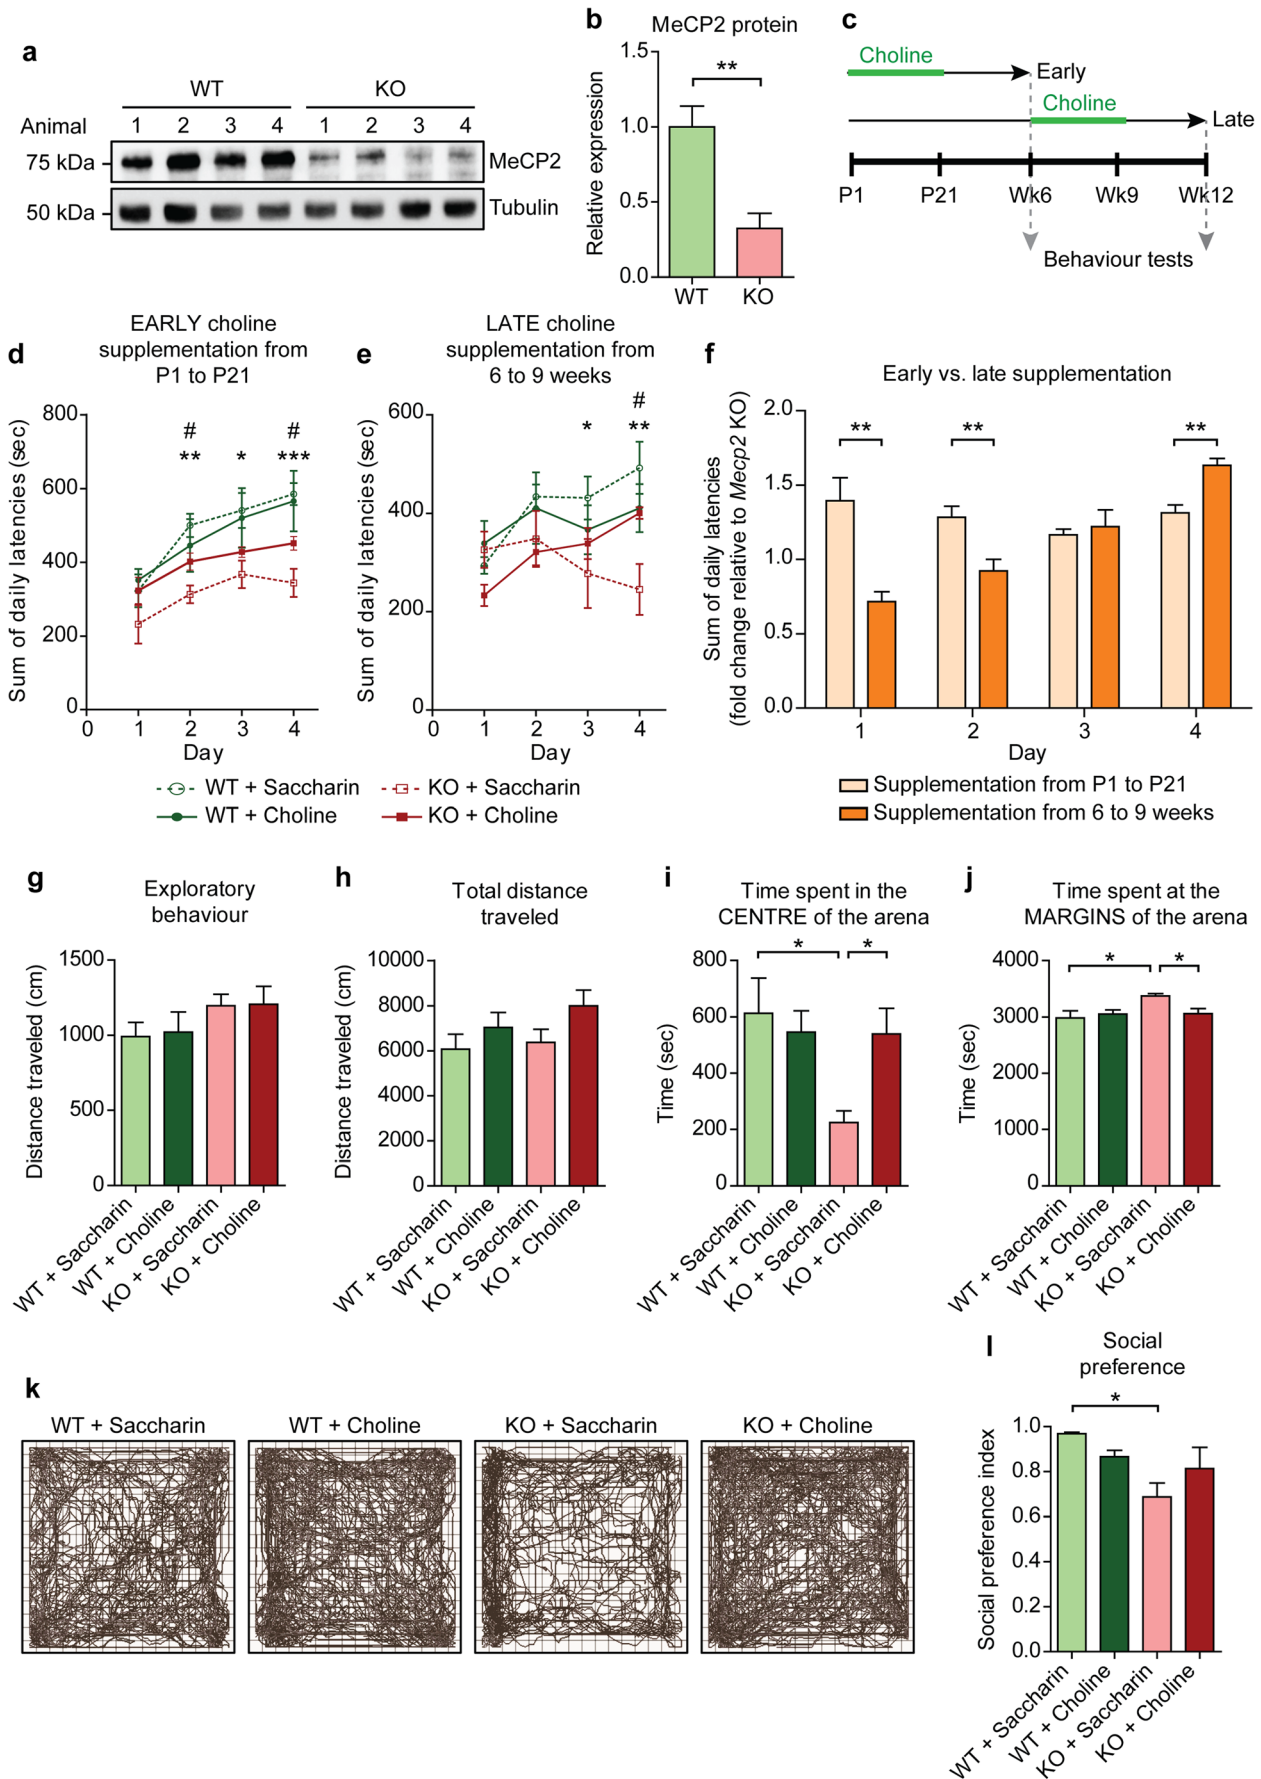 a
WT KO
Animal 1 2 3 4 1 2 3 4
75 kDa MeCP2
50 kDa Tubulin
b
MeCP2 protein
Relative expression
1.5
1.0
0.5
0.0
**
WT KO
c
Choline
Early
Choline
Late
P1 P21 Wk6 Wk9 Wk12
Behaviour tests
d
EARLY choline
supplementation from
P1 to P21
Sum of daily latencies (sec)
800
600
400
200
0
# #
** * ***
0 1 2 3 4
Day
e
LATE choline
supplementation from
6 to 9 weeks
Sum of daily latencies (sec)
600
400
200
0
#
* **
0 1 2 3 4
Day
WT + Saccharin KO + Saccharin
WT + Choline KO + Choline
f
Early vs. late supplementation
Sum of daily latencies
(fold change relative to Mecp2 KO)
2.0
1.5
1.0
0.5
0.0
** ** **
1 2 3 4
Day
Supplementation from P1 to P21
Supplementation from 6 to 9 weeks
g
Exploratory
behaviour
Distance traveled (cm)
1500
1000
500
0
WT + Saccharin
WT + Choline
KO + Saccharin
KO + Choline
h
Total distance
traveled
Distance traveled (cm)
10000
8000
6000
4000
2000
0
WT + Saccharin
WT + Choline
KO + Saccharin
KO + Choline
i
Time spent in the
CENTRE of the arena
Time (sec)
800
600
400
200
0
* *
WT + Saccharin
WT + Choline
KO + Saccharin
KO + Choline
j
Time spent at the
MARGINS of the arena
Time (sec)
4000
3000
2000
1000
0
* *
WT + Saccharin
WT + Choline
KO + Saccharin
KO + Choline
k
WT + Saccharin WT + Choline KO + Saccharin KO + Choline
l
Social
preference
Social preference index
1.0
0.8
0.6
0.4
0.2
0.0
*
WT + Saccharin
WT + Choline
KO + Saccharin
KO + Choline